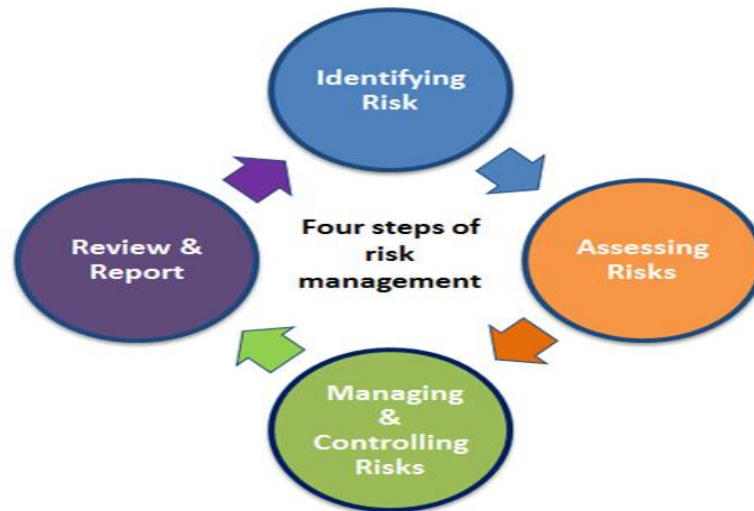 Identifying
Risk
Four steps of
risk
management
Assessing
Risks
Managing
&
Controlling
Risks
Review &
Report